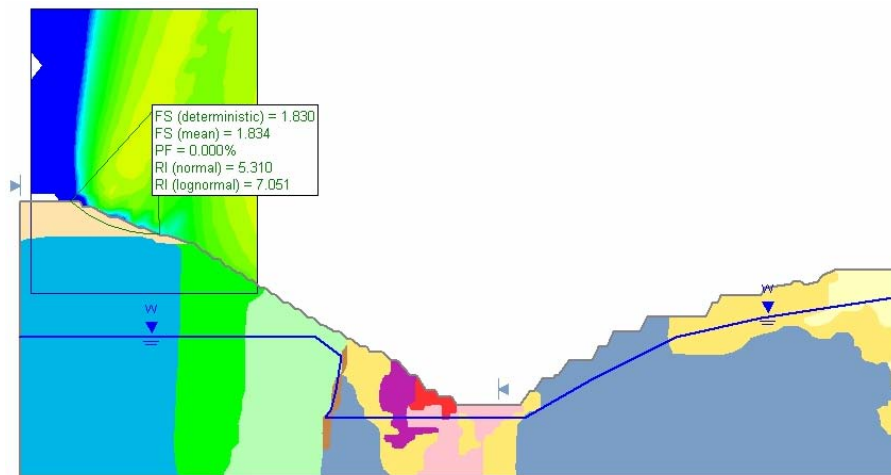 FS (deterministic) = 1.830
FS (mean) = 1.834
PF = 0.000%
RI (normal) = 5.310
RI (lognormal) = 7.051
W
W